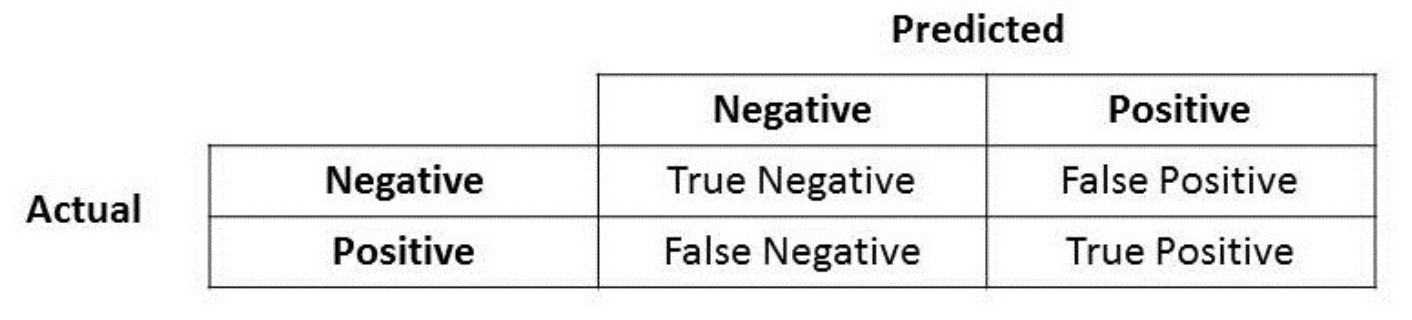 Predicted
Negative Positive
Negative True Negative False Positive
Actual
Positive False Negative True Positive